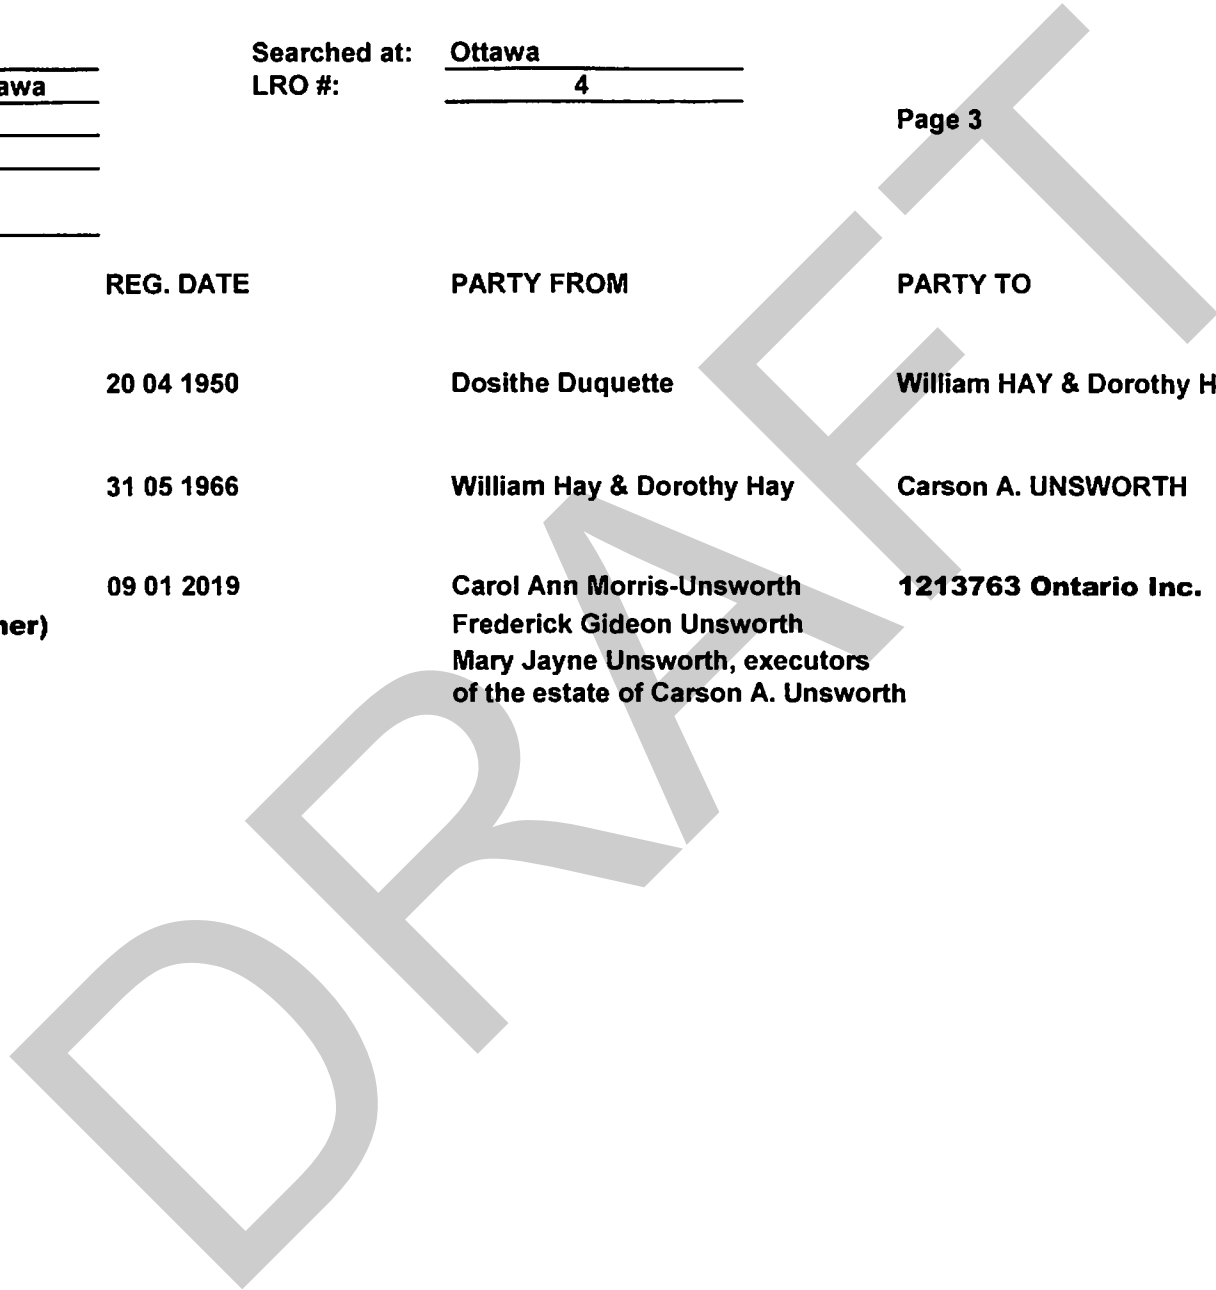 Searched at: Ottawa
LRO #: 4
Page 3
REG. DATE PARTY FROM PARTY TO
20 04 1950 Dosithe Duquette William HAY & Dorothy H
31 05 1966 William Hay & Dorothy Hay Carson A. UNSWORTH
09 01 2019 Carol Ann Morris-Unsworth 1213763 Ontario Inc.
Frederick Gideon Unsworth
Mary Jayne Unsworth, executors
of the estate of Carson A. Unsworth
DRAFT